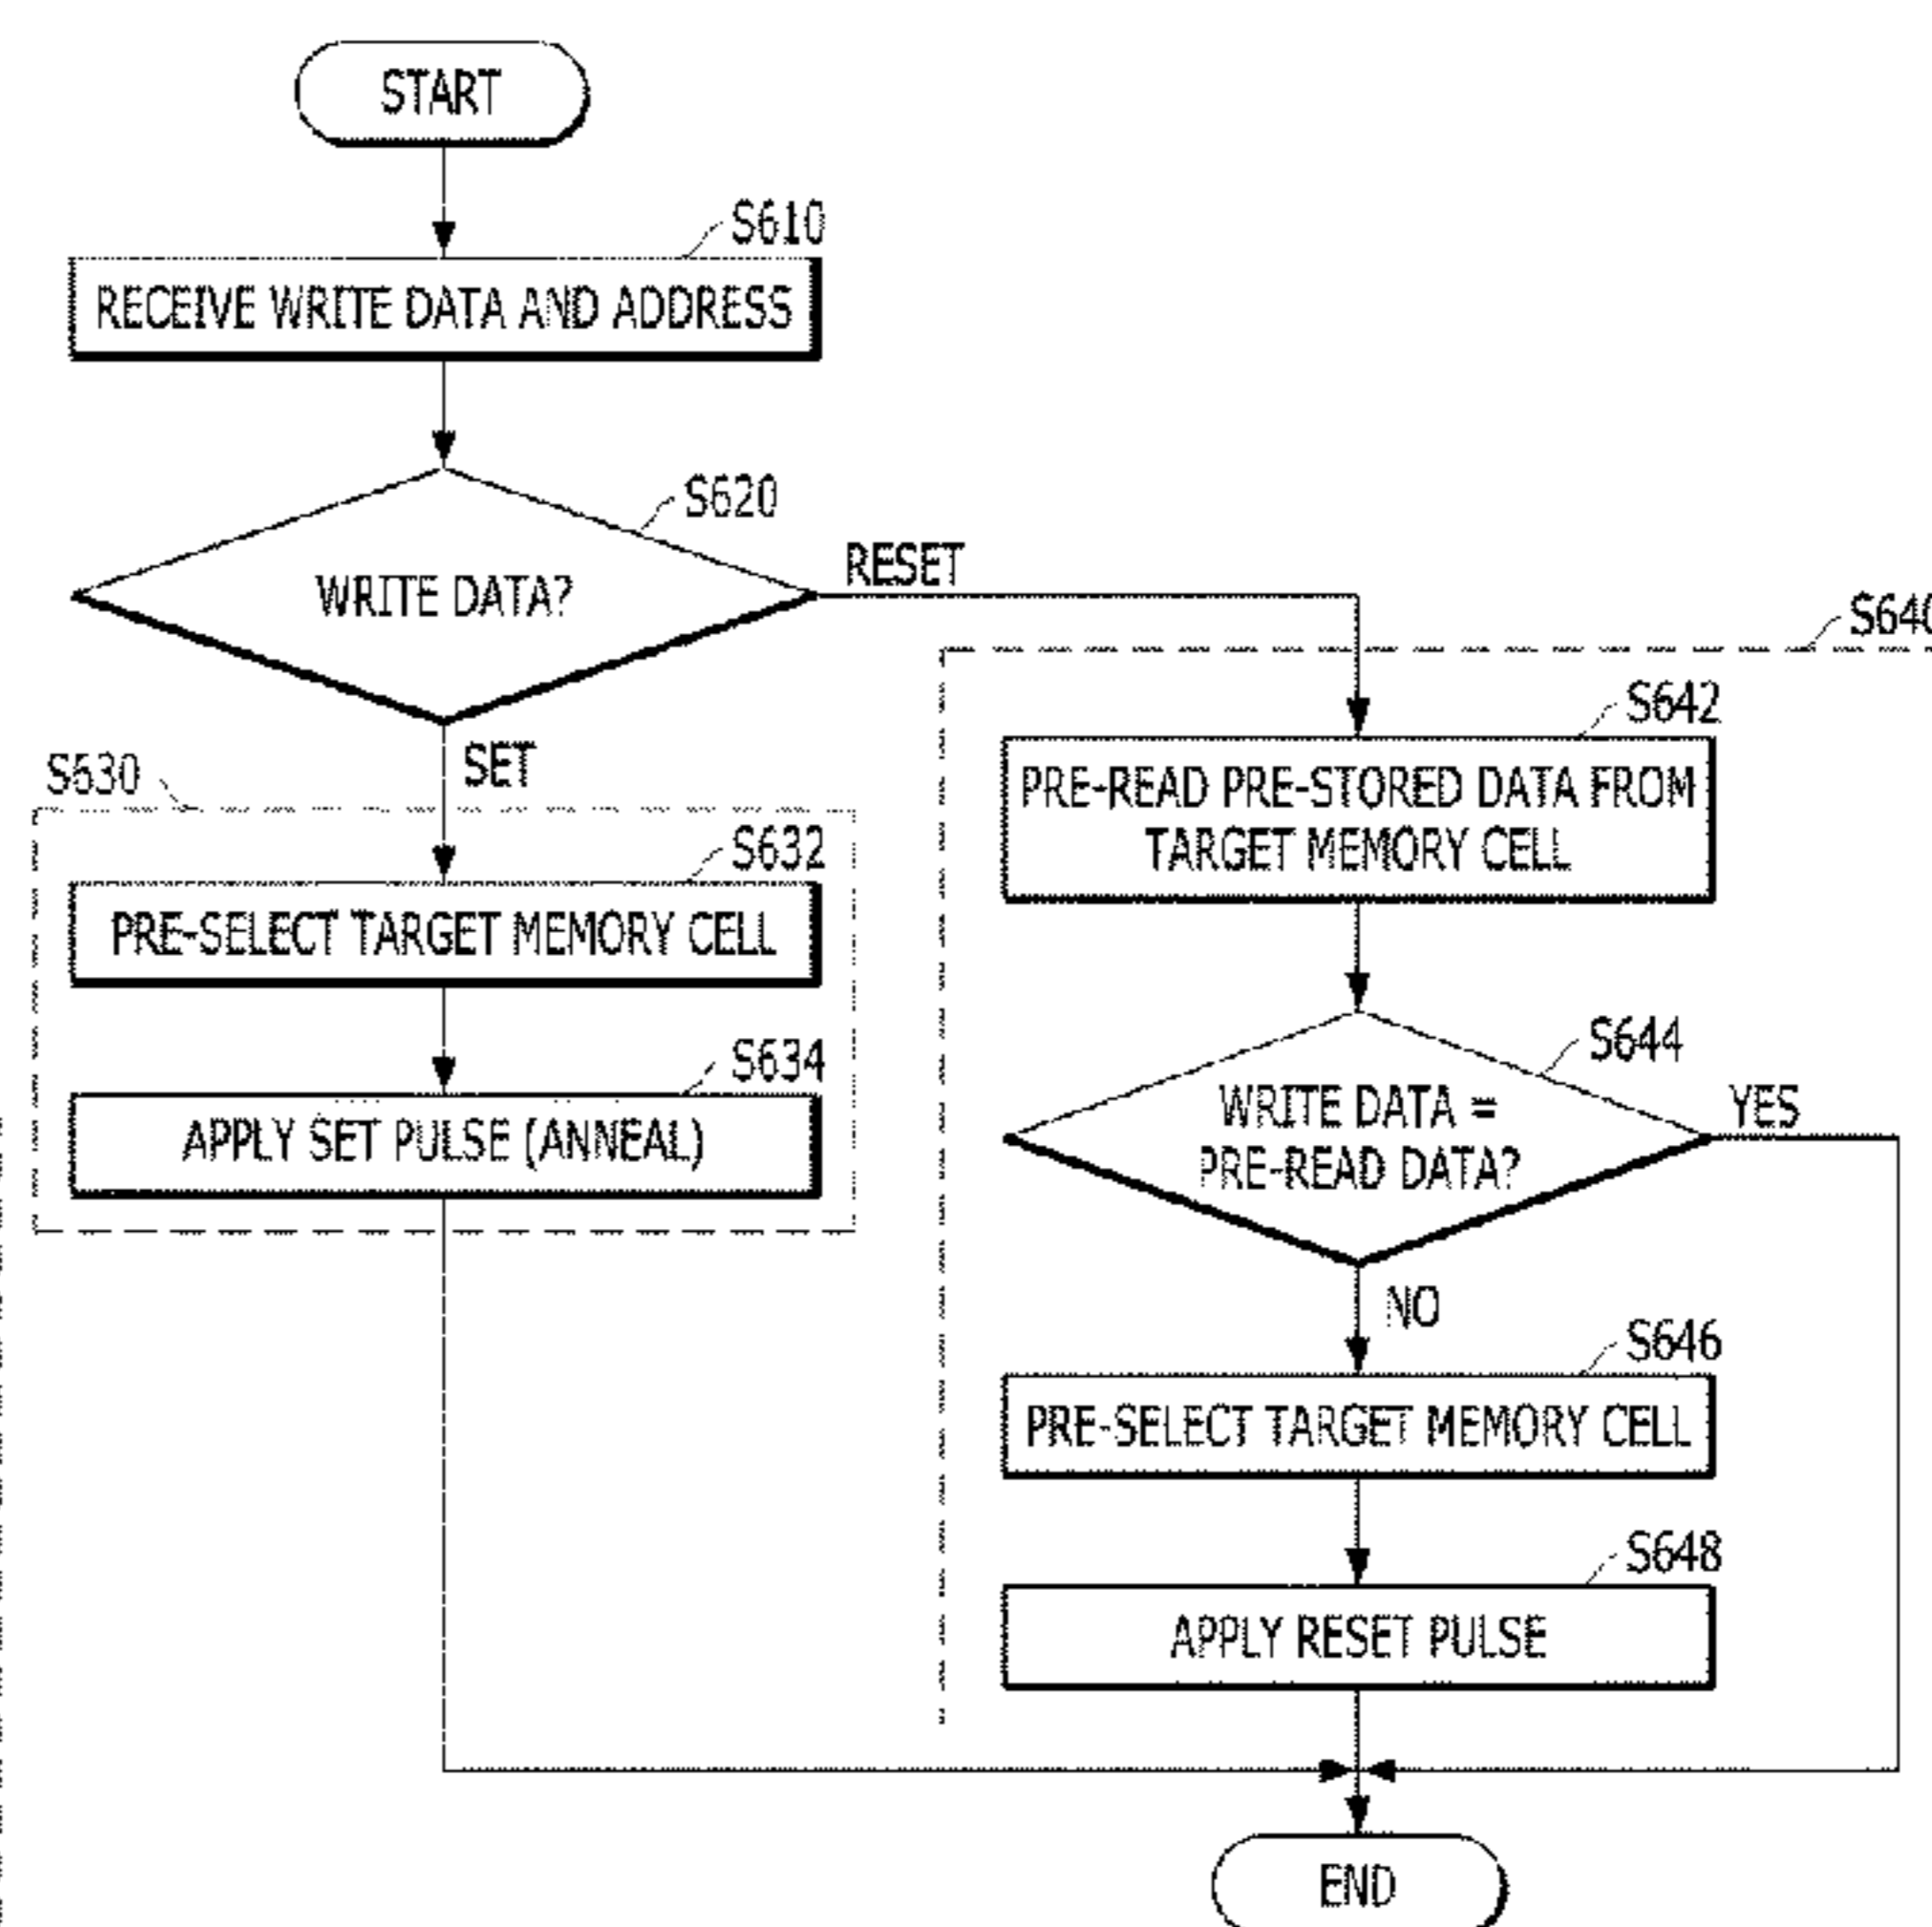 START
S610
RECEIVE WRITE DATA AND ADDRESS
S620
WRITE DATA?
RESET
SET
S630
S632
PRE-SELECT TARGET MEMORY CELL
S634
APPLY SET PULSE (ANNEAL)
S640
S642
PRE-READ PRE-STORED DATA FROM
TARGET MEMORY CELL
S644
WRITE DATA =
PRE-READ DATA?
YES
NO
S646
PRE-SELECT TARGET MEMORY CELL
S648
APPLY RESET PULSE
END